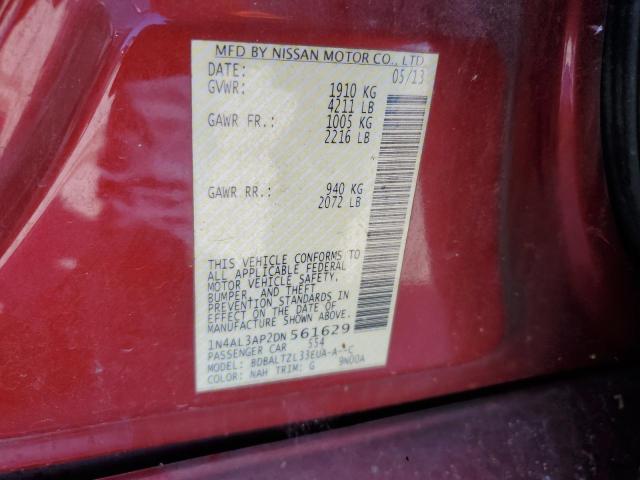 MFD BY NISSAN MOTOR CO., LTD.
DATE: 05/13
GVWR: 1910 KG
4211 LB
GAWR FR.: 1005 KG
2216 LB
GAWR RR.: 940 KG
2072 LB
THIS VEHICLE CONFORMS TO
ALL APPLICABLE FEDERAL
MOTOR VEHICLE SAFETY,
BUMPER, AND THEFT
PREVENTION STANDARDS IN
EFFECT ON THE DATE OF
MANUFACTURE SHOWN ABOVE.
1N4AL3AP2DN561629
PASSENGER CAR 554
MODEL: BDBALTZL33EUA-A--C
COLOR: NAH TRIM: G 9N00A